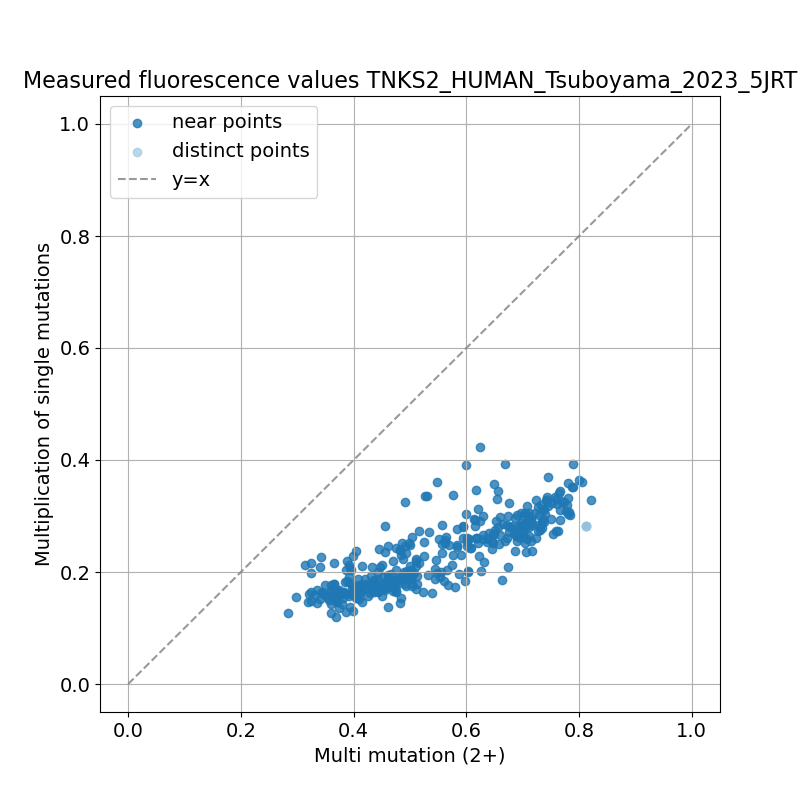 Measured fluorescence values TNKS2_HUMAN_Tsuboyama_2023_5JRT
near points
distinct points
y=x
Multiplication of single mutations
1.0
0.8
0.6
0.4
0.2
0.0
0.0 0.2 0.4 0.6 0.8 1.0
Multi mutation (2+)